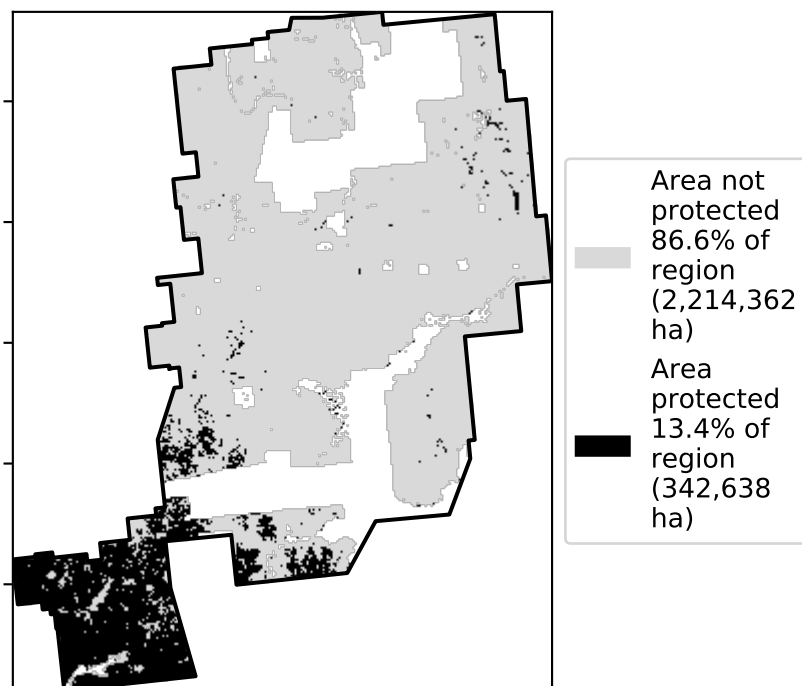 Area not
protected
86.6% of
region
(2,214,362
ha)
Area
protected
13.4% of
region
(342,638
ha)